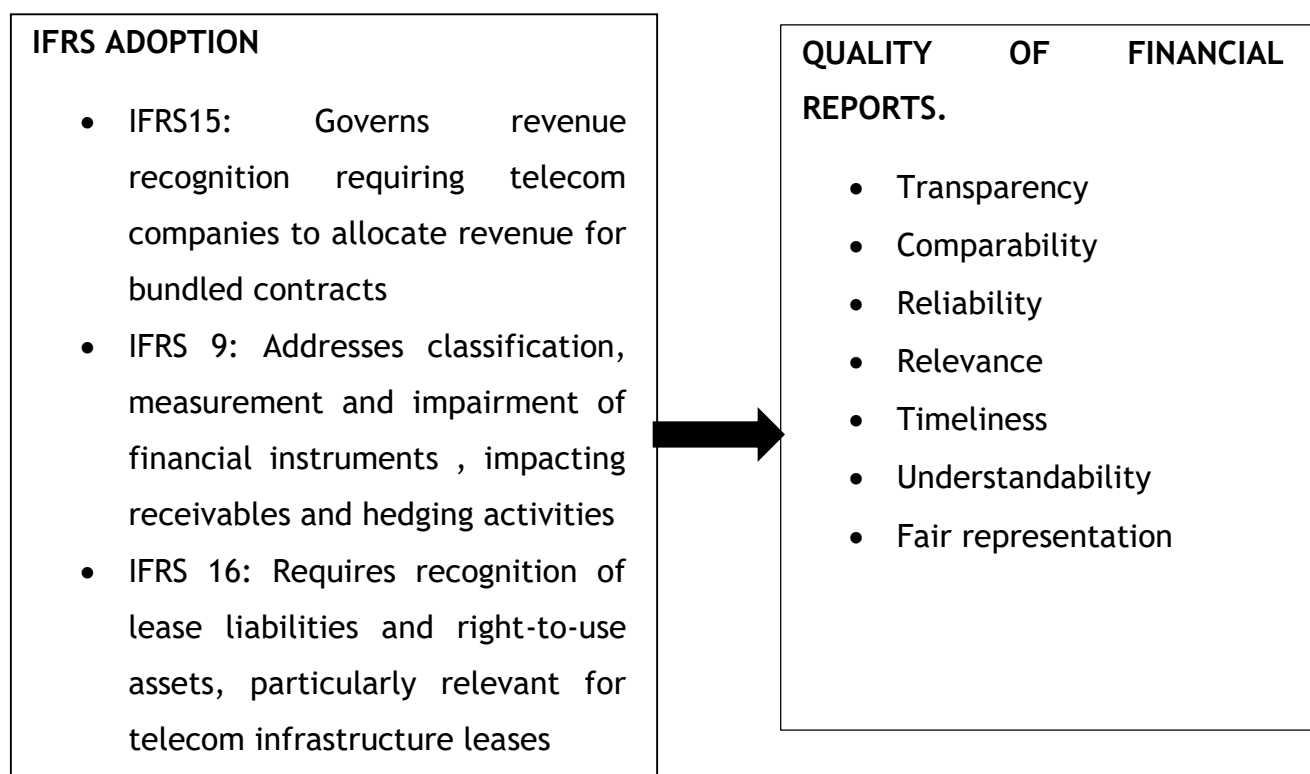 IFRS ADOPTION
• IFRS15: Governs revenue
recognition requiring telecom
companies to allocate revenue for
bundled contracts
• IFRS 9: Addresses classification,
measurement and impairment of
financial instruments , impacting
receivables and hedging activities
• IFRS 16: Requires recognition of
lease liabilities and right-to-use
assets, particularly relevant for
telecom infrastructure leases
QUALITY OF FINANCIAL
REPORTS.
• Transparency
• Comparability
• Reliability
• Relevance
• Timeliness
• Understandability
• Fair representation